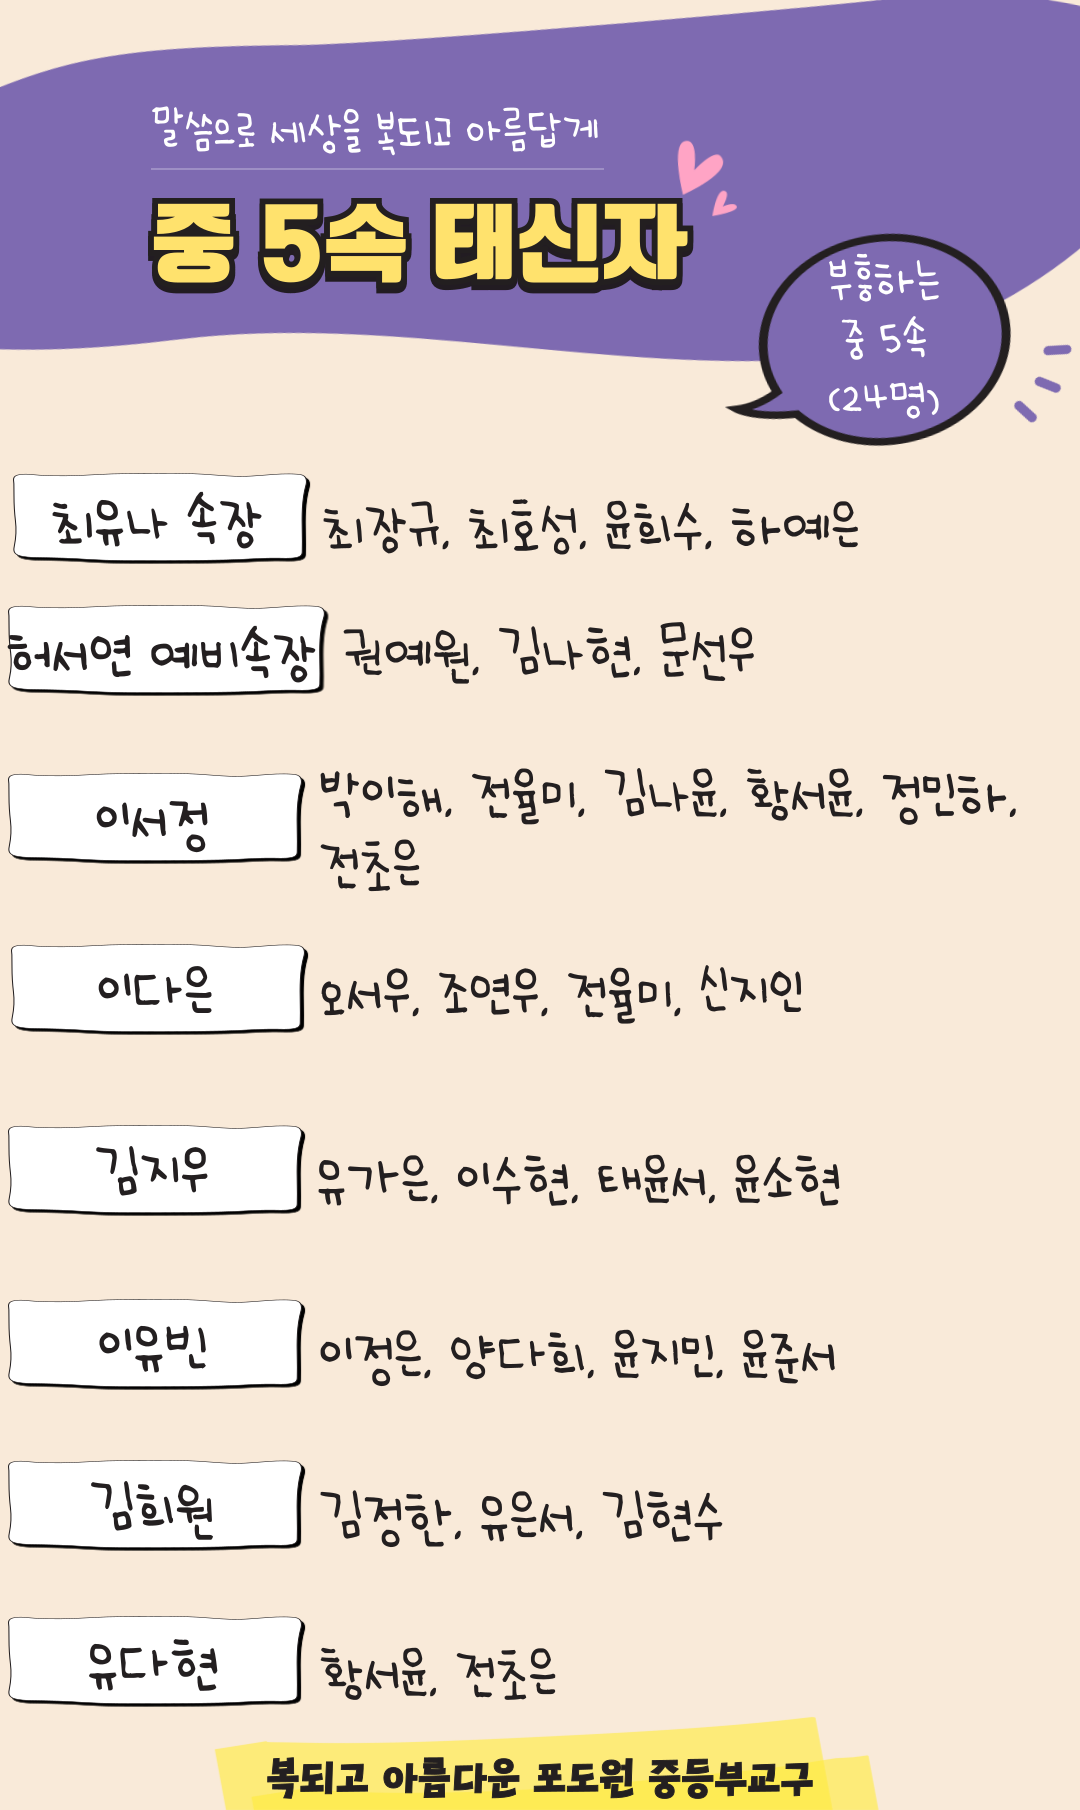 말씀으로 세상을 복되고 아름답게
중 5속 태신자
부흥하는
중 5속
(24명)
최유나 속장
최장규, 최호성, 윤희수, 하예은
허서연 예비속장
권예원, 김나현, 문선우
이서정
박이해, 전율미, 김나윤, 황서윤, 정민하,
전초은
이다은
오서우, 조연우, 전율미, 신지인
김지우
유가은, 이수현, 태윤서, 윤소현
이유빈
이정은, 양다희, 윤지민, 윤준서
김희원
김정한, 유은서, 김현수
유다현
황서윤, 전초은
복되고 아름다운 포도원 중등부교구